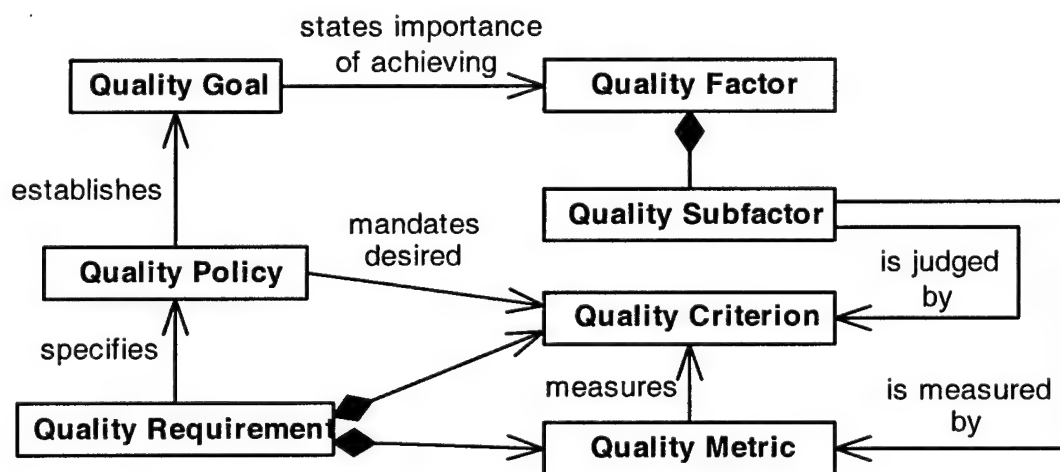 states importance
of achieving
Quality Goal
Quality Factor
establishes
Quality Subfactor
mandates
desired
is judged
by
Quality Policy
Quality Criterion
specifies
measures
is measured
by
Quality Requirement
Quality Metric